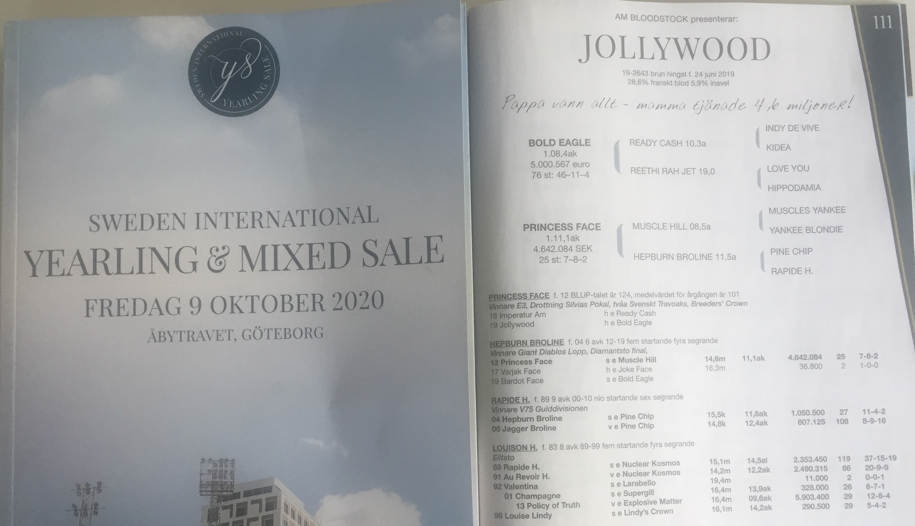 SWEDEN INTERNATIONAL
ys
YEARLING SALE
SWEDEN INTERNATIONAL
YEARLING & MIXED SALE
FREDAG 9 OKTOBER 2020
ÅBYTRAVET, GÖTEBORG
111
AM BLOODSTOCK presenterar:
JOLLYWOOD
19-2643 brun hingst f. 24 juni 2019
28,6% franskt blod 5,9% inavel
Pappa vann allt - mamma tjänade 4,6 miljoner!
BOLD EAGLE
1.08,4ak
5.000.567 euro
76 st: 46-11-4
READY CASH 10,3a
REETHI RAH JET 19,0
INDY DE VIVE
KIDEA
LOVE YOU
HIPPODAMIA
PRINCESS FACE
1.11,1ak
4.642.084 SEK
25 st: 7-8-2
MUSCLE HILL 08,5a
HEPBURN BROLINE 11,5a
MUSCLES YANKEE
YANKEE BLONDIE
PINE CHIP
RAPIDE H.
PRINCESS FACE f. 12 BLUP-talet är 124, medelvärdet för årgången är 101
Vinnare E3, Drottning Silvias Pokal, tvåa Svenskt Travoaks, Breeders' Crown
18 Imperatur Am h e Ready Cash
19 Jollywood h e Bold Eagle
HEPBURN BROLINE f. 04 6 avk 12-19 fem startande fyra segrande
Vinnare Giant Diablos Lopp, Diamantsto final,
12 Princess Face s e Muscle Hill 14,6m 11,1ak 4.642.084 25 7-8-2
17 Varjak Face h e Joke Face 16,3m 36.800 2 1-0-0
19 Bardot Face s e Bold Eagle
RAPIDE H. f. 89 9 avk 00-10 nio startande sex segrande
Vinnare V75 Gulddivisionen
04 Hepburn Broline s e Pine Chip 15,5k 11,5ak 1.050.500 27 11-4-2
06 Jagger Broline v e Pine Chip 14,8k 12,4ak 807.125 108 8-9-16
LOUISON H. f. 83 8 avk 89-99 fem startande fyra segrande
Elitsto
89 Rapide H. s e Nuclear Kosmos 15,1m 14,5al 2.353.450 119 37-15-19
91 Au Revoir H. v e Nuclear Kosmos 14,2m 12,2ak 2.490.315 66 20-9-9
92 Valentina s e Larabello 19,4m 11.000 2 0-0-1
01 Champagne s e Supergill 16,4m 13,9ak 328.000 26 6-7-1
13 Policy of Truth v e Explosive Matter 16,4m 09,6ak 5.903.400 29 12-6-4
96 Louise Lindy s e Lindy's Crown 16,1m 14,2ak 290.500 29 5-4-2